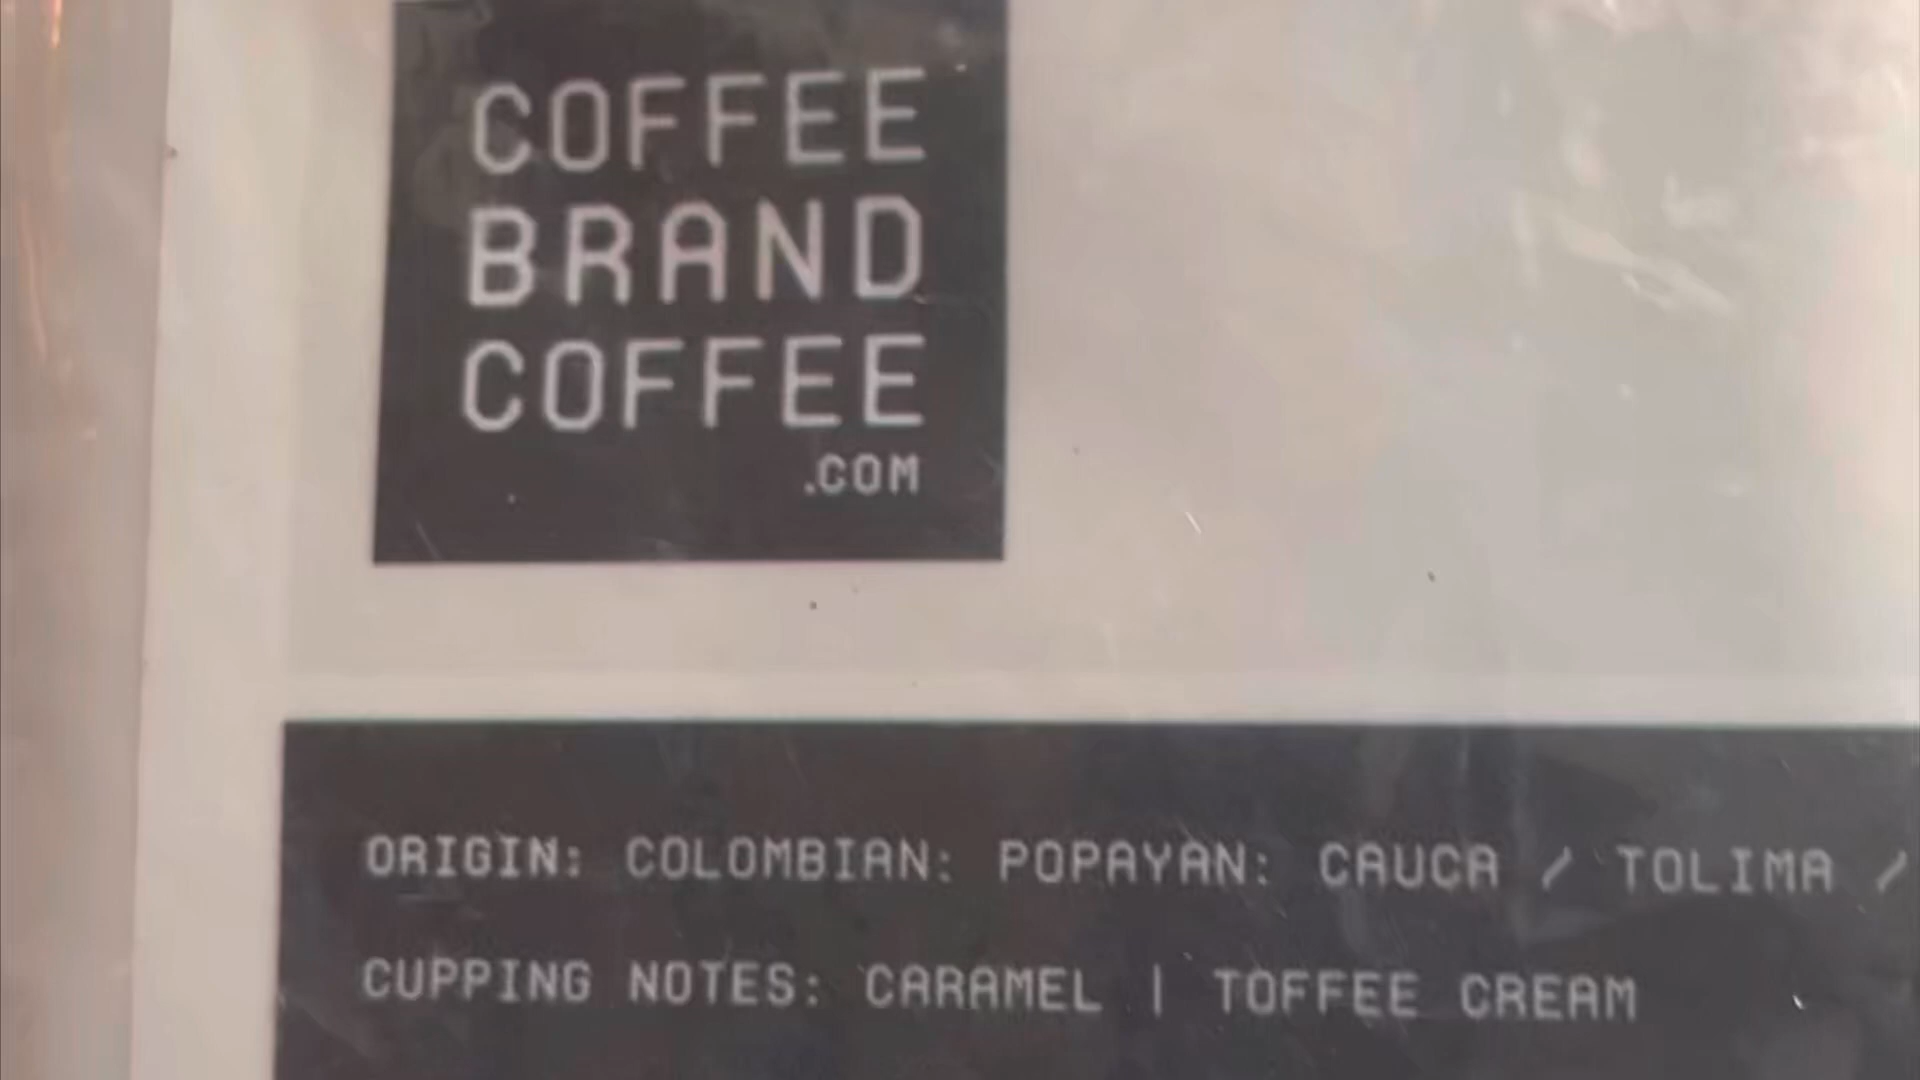 COFFEE
BRAND
COFFEE
.COM
ORIGIN: COLOMBIAN: POPAYAN: CAUCA / TOLIMA /
CUPPING NOTES: CARAMEL | TOFFEE CREAM